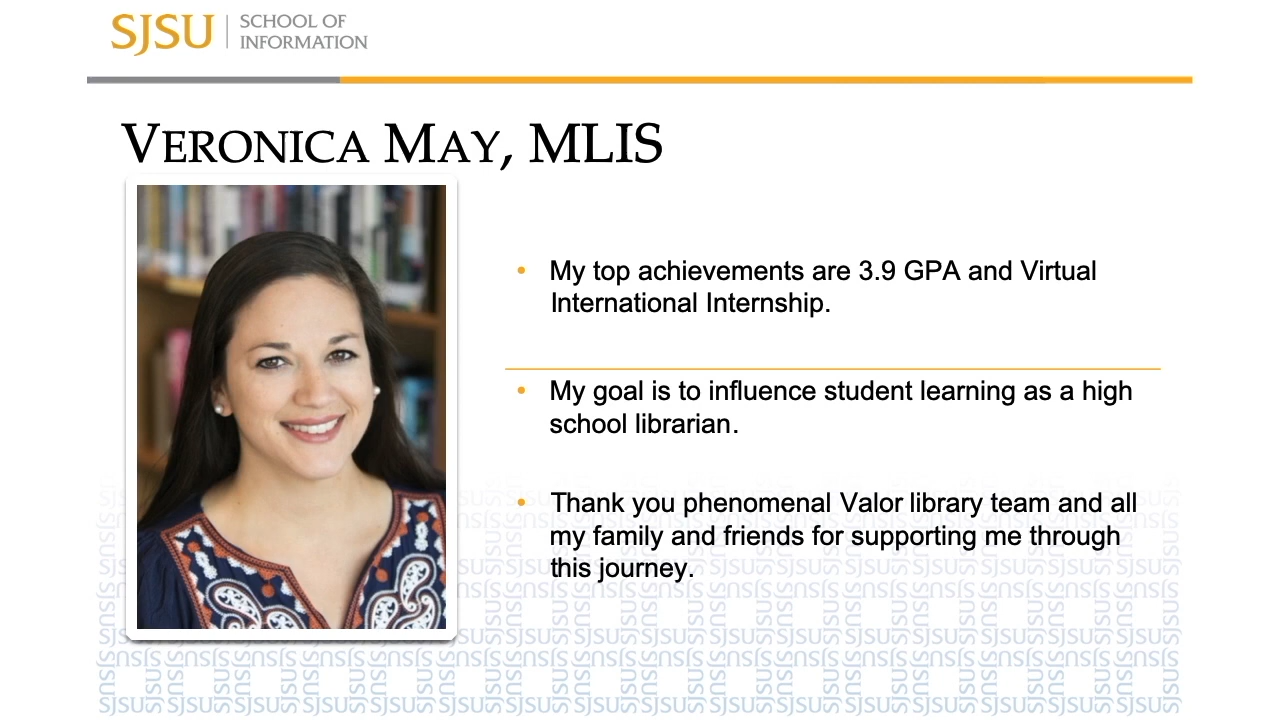 SJSU
SCHOOL OF
INFORMATION
VERONICA MAY, MLIS
• My top achievements are 3.9 GPA and Virtual
International Internship.
• My goal is to influence student learning as a high
school librarian.
• Thank you phenomenal Valor library team and all
my family and friends for supporting me through
this journey.